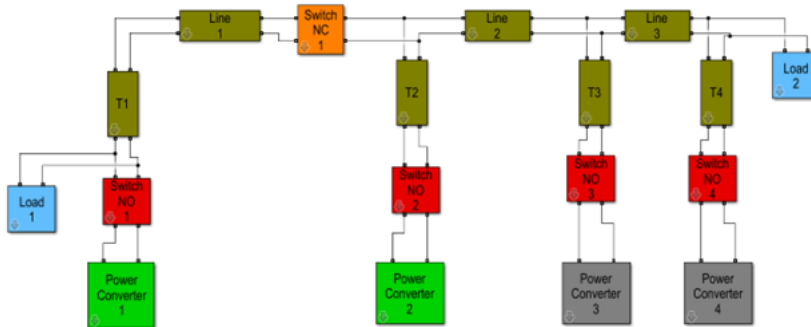 Line
1
Switch
NC
1
Line
2
Line
3
Load
2
T1
T2
T3
T4
Switch
NO
1
Switch
NO
2
Switch
NO
3
Switch
NO
4
Load
1
Power
Converter
1
Power
Converter
2
Power
Converter
3
Power
Converter
4